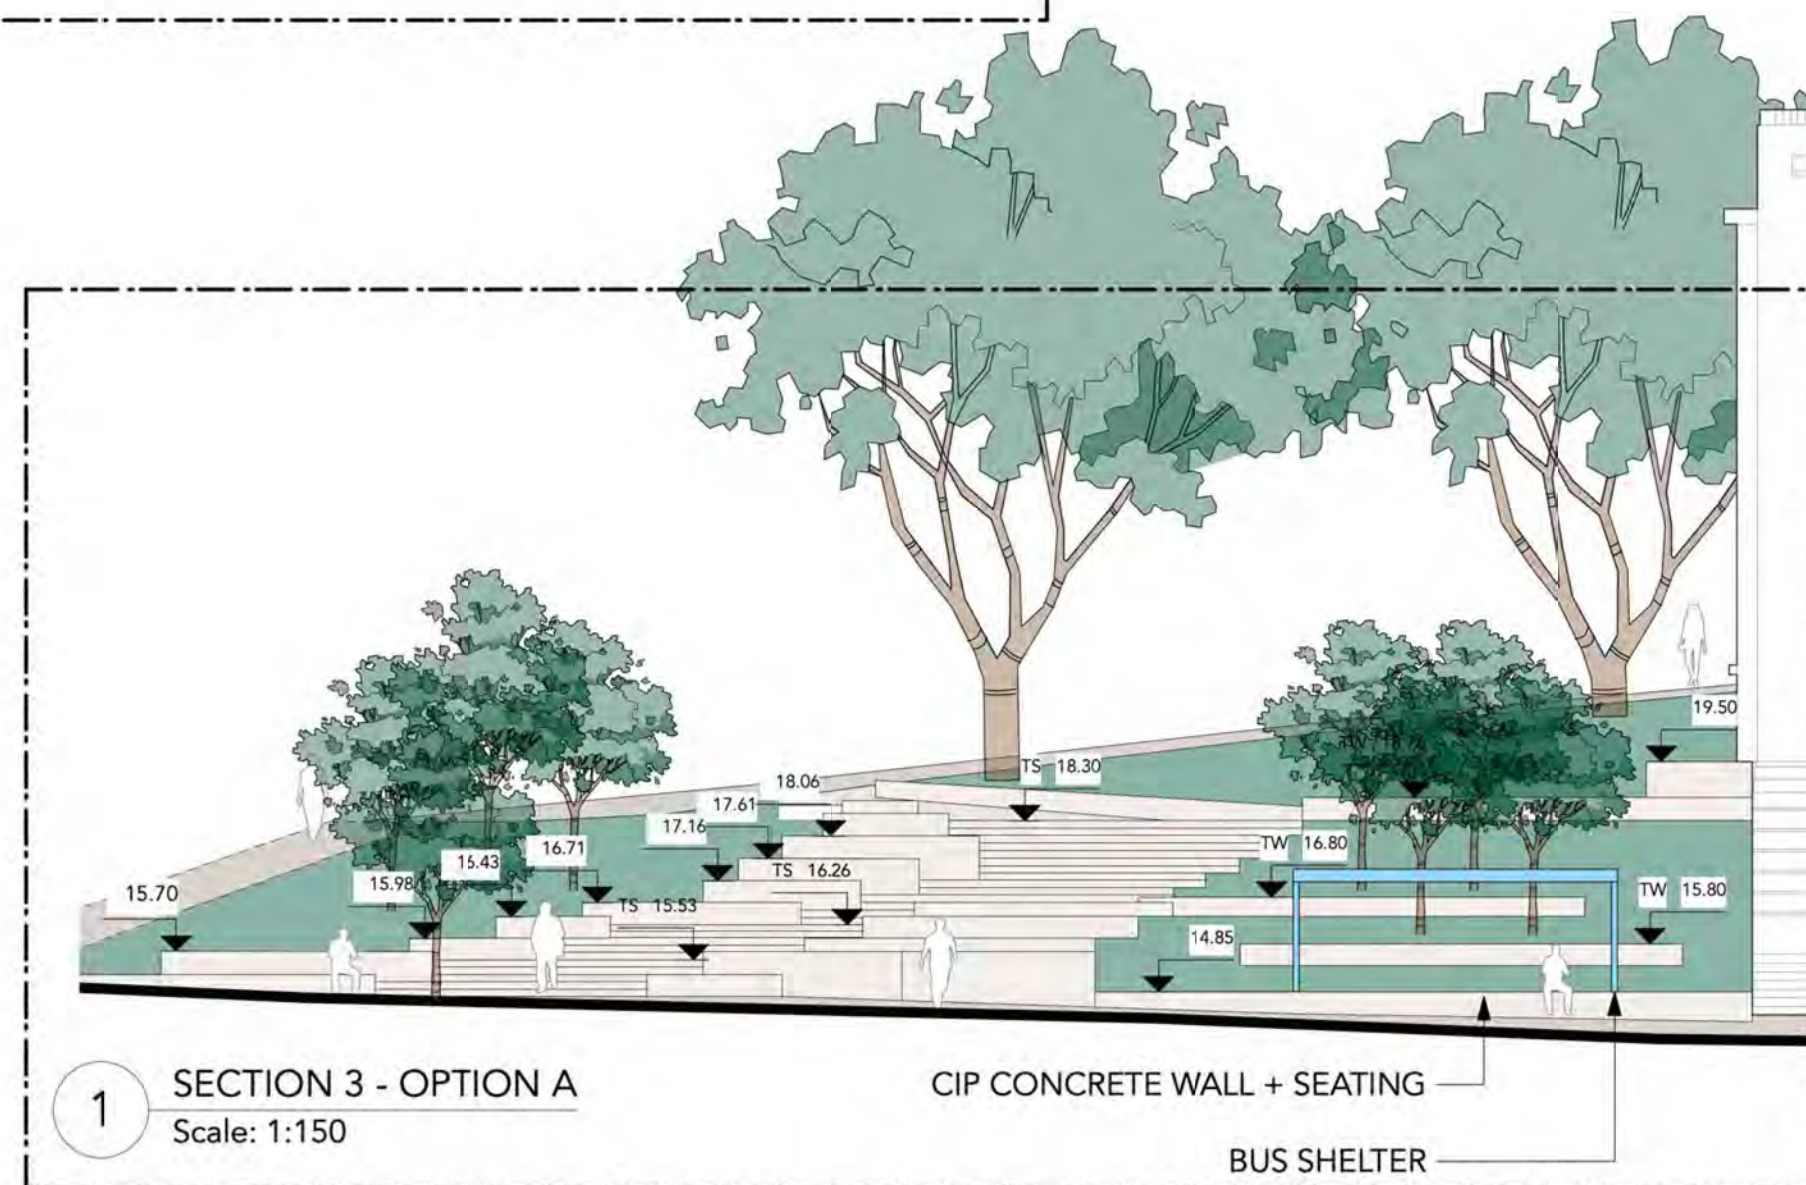 19.50
TS 18.30
18.06
17.61
17.16
TW 16.80
16.71
15.43
TS 16.26
15.98
15.70
TW 15.80
TS 15.53
14.85
1
SECTION 3 - OPTION A
Scale: 1:150
CIP CONCRETE WALL + SEATING
BUS SHELTER